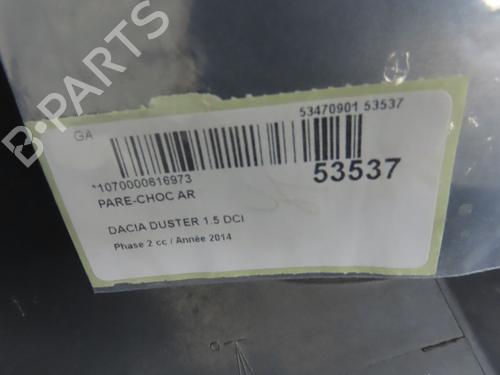 B-PARTS
GA
53470901 53537
53537
*1070000616973
PARE-CHOC AR
DACIA DUSTER 1.5 DCI
Phase 2 cc / Année 2014